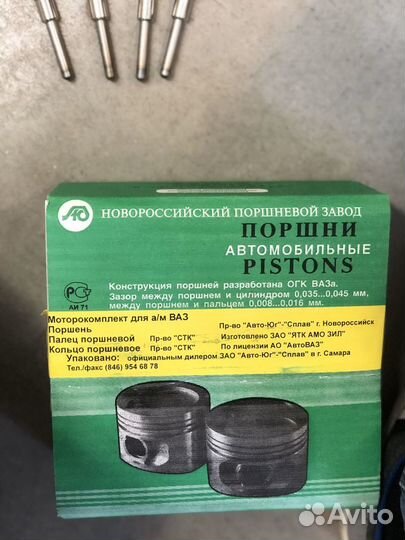 НОВОРОССИЙСКИЙ ПОРШНЕВОЙ ЗАВОД
ПОРШНИ
АВТОМОБИЛЬНЫЕ
PISTONS
Конструкция поршней разработана ОГК ВАЗа.
Зазор между поршнем и цилиндром 0,035...0,045 мм,
между поршнем и пальцем 0,008...0,016 мм.
АИ 71
Моторокомплект для а/м ВАЗ
Поршень Пр-во "Авто-Юг"-"Сплав" г. Новороссийск
Палец поршневой Пр-во "СТК" Изготовлено ЗАО "ЯТК АМО ЗИЛ"
Кольцо поршневое Пр-во "СТК" По лицензии АО "АвтоВАЗ"
Упаковано: официальным дилером ЗАО "Авто-Юг"-"Сплав" в г. Самара
Тел./факс (846) 954 68 78
Avito